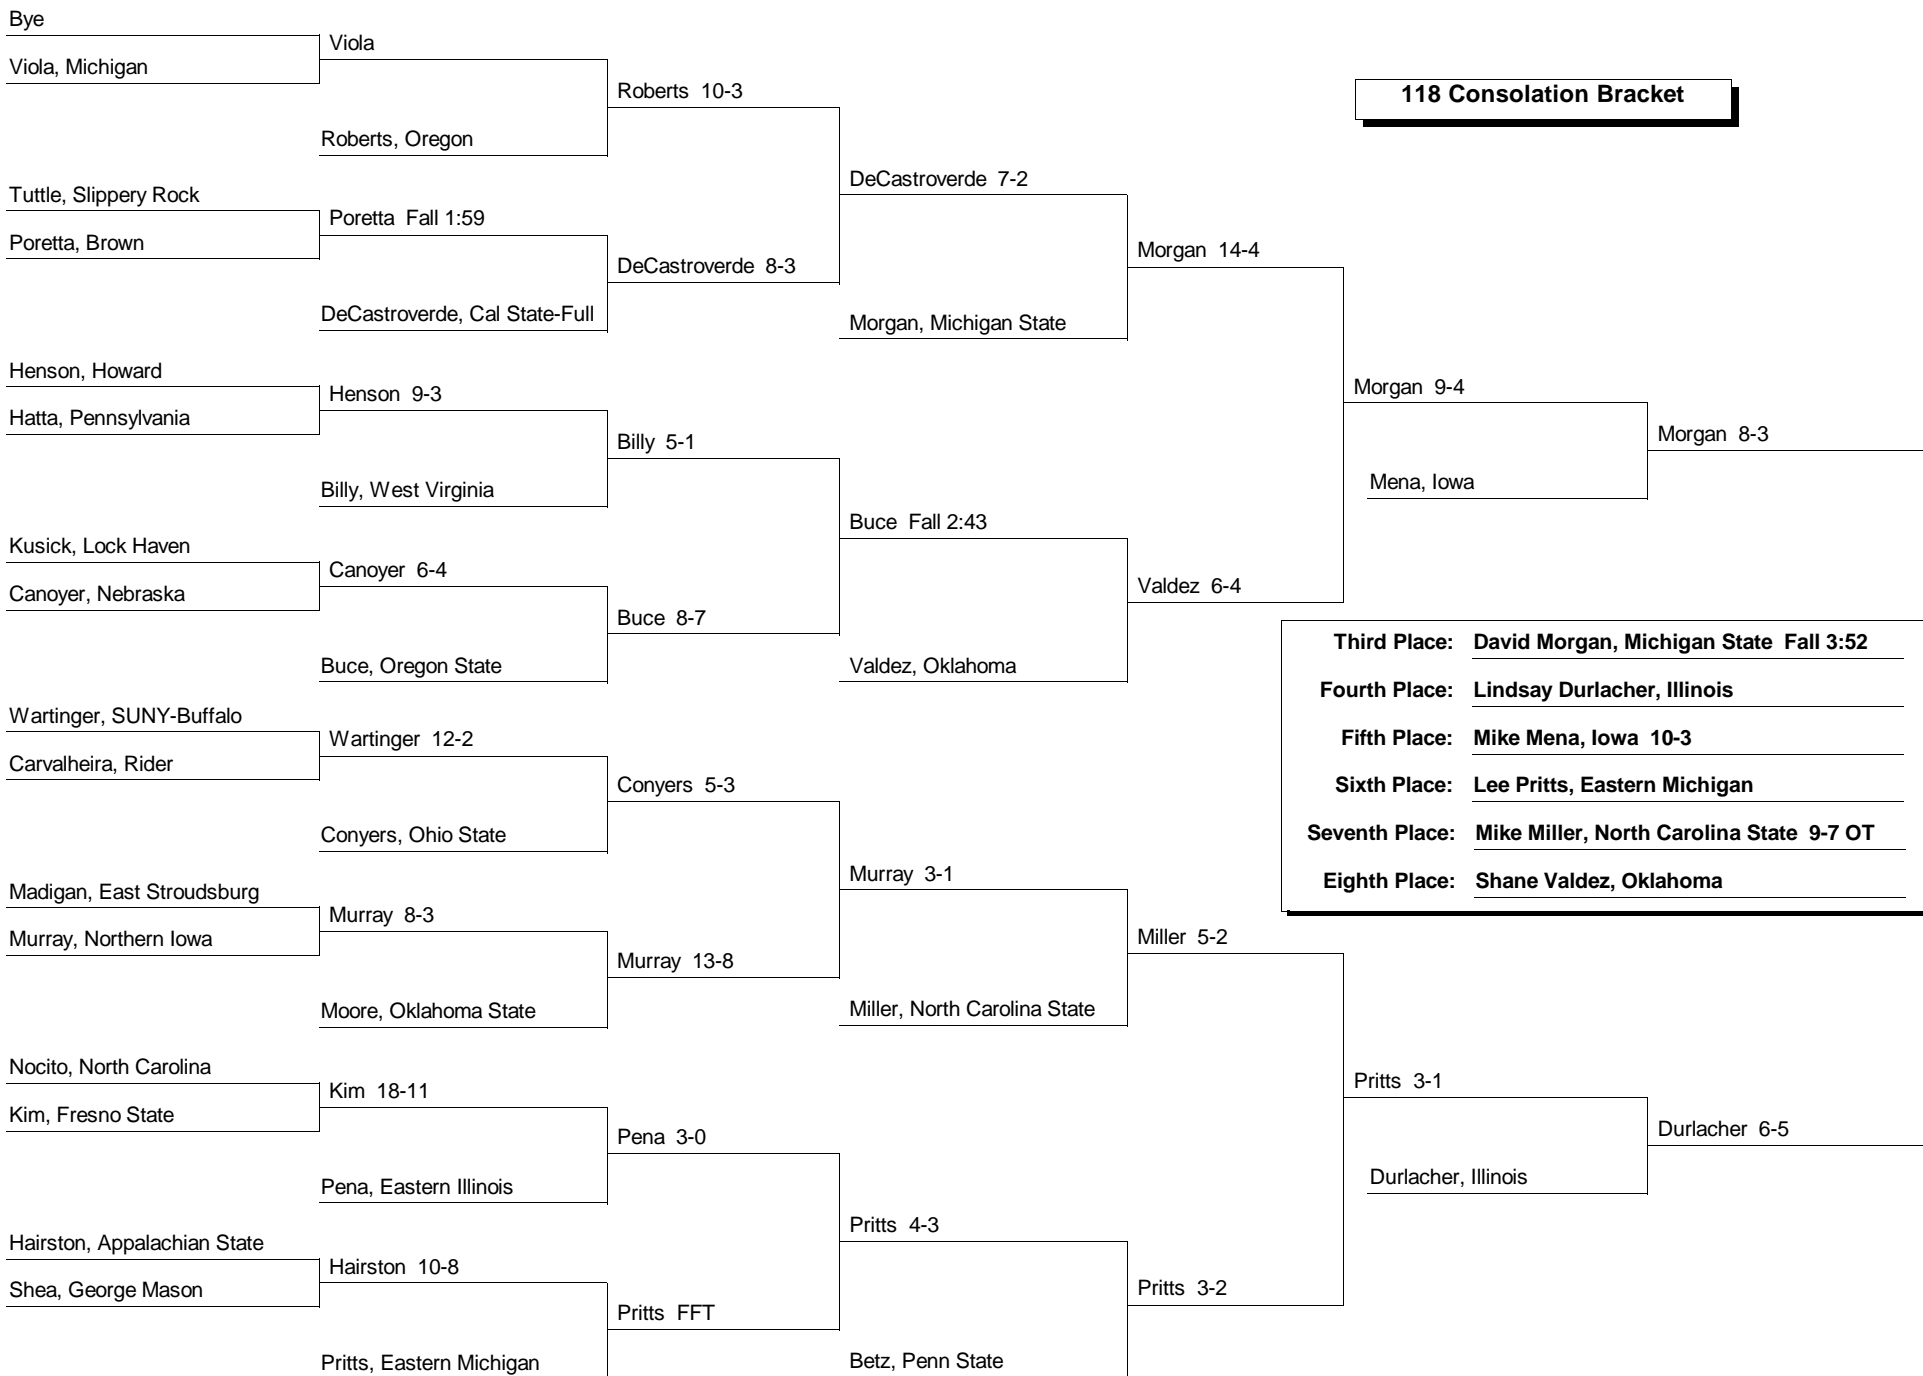 Bye
Viola, Michigan
Viola
Roberts, Oregon
Roberts  10-3
Tuttle, Slippery Rock
Poretta, Brown
Poretta  Fall 1:59
DeCastroverde, Cal State-Full
DeCastroverde  8-3
DeCastroverde  7-2
Morgan, Michigan State
Morgan  14-4
Henson, Howard
Hatta, Pennsylvania
Henson  9-3
Billy, West Virginia
Billy  5-1
Kusick, Lock Haven
Canoyer, Nebraska
Canoyer  6-4
Buce, Oregon State
Buce  8-7
Buce  Fall 2:43
Valdez, Oklahoma
Valdez  6-4
Morgan  9-4
Mena, Iowa
Morgan  8-3
Wartinger, SUNY-Buffalo
Carvalheira, Rider
Wartinger  12-2
Conyers, Ohio State
Conyers  5-3
Madigan, East Stroudsburg
Murray, Northern Iowa
Murray  8-3
Moore, Oklahoma State
Murray  13-8
Murray  3-1
Miller, North Carolina State
Miller  5-2
Nocito, North Carolina
Kim, Fresno State
Kim  18-11
Pena, Eastern Illinois
Pena  3-0
Hairston, Appalachian State
Shea, George Mason
Hairston  10-8
Pritts, Eastern Michigan
Pritts  FFT
Pritts  4-3
Betz, Penn State
Pritts  3-2
Pritts  3-1
Durlacher, Illinois
Durlacher  6-5
118 Consolation Bracket
Third Place: David Morgan, Michigan State  Fall 3:52
Fourth Place: Lindsay Durlacher, Illinois
Fifth Place: Mike Mena, Iowa  10-3
Sixth Place: Lee Pritts, Eastern Michigan
Seventh Place: Mike Miller, North Carolina State  9-7 OT
Eighth Place: Shane Valdez, Oklahoma